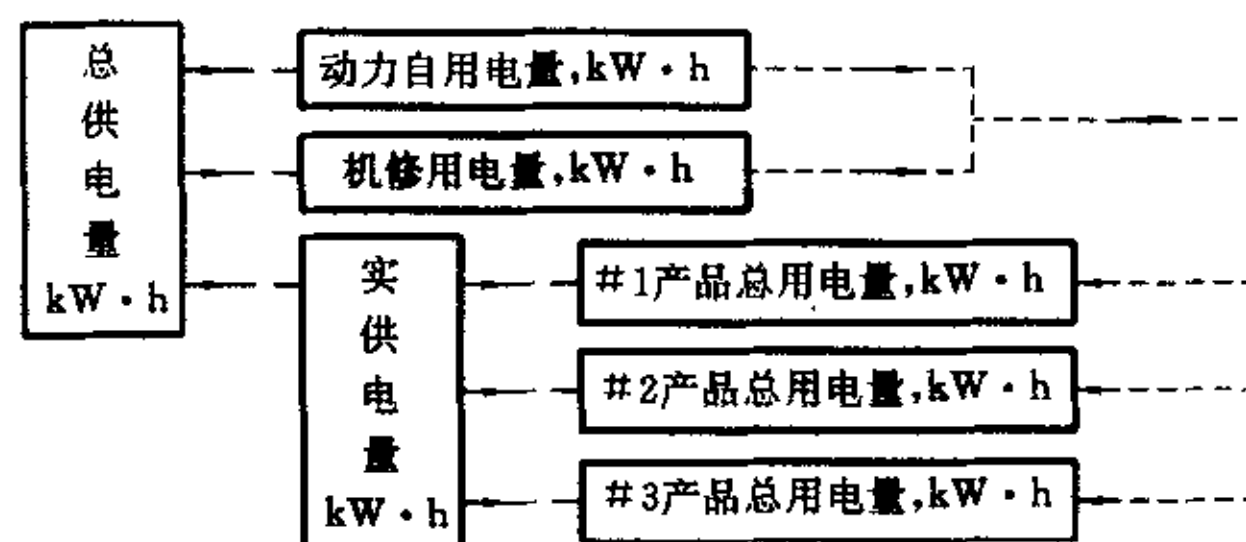 总供电量 kW·h
动力自用电量,kW·h
机修用电量,kW·h
实供电量 kW·h
#1产品总用电量,kW·h
#2产品总用电量,kW·h
#3产品总用电量,kW·h